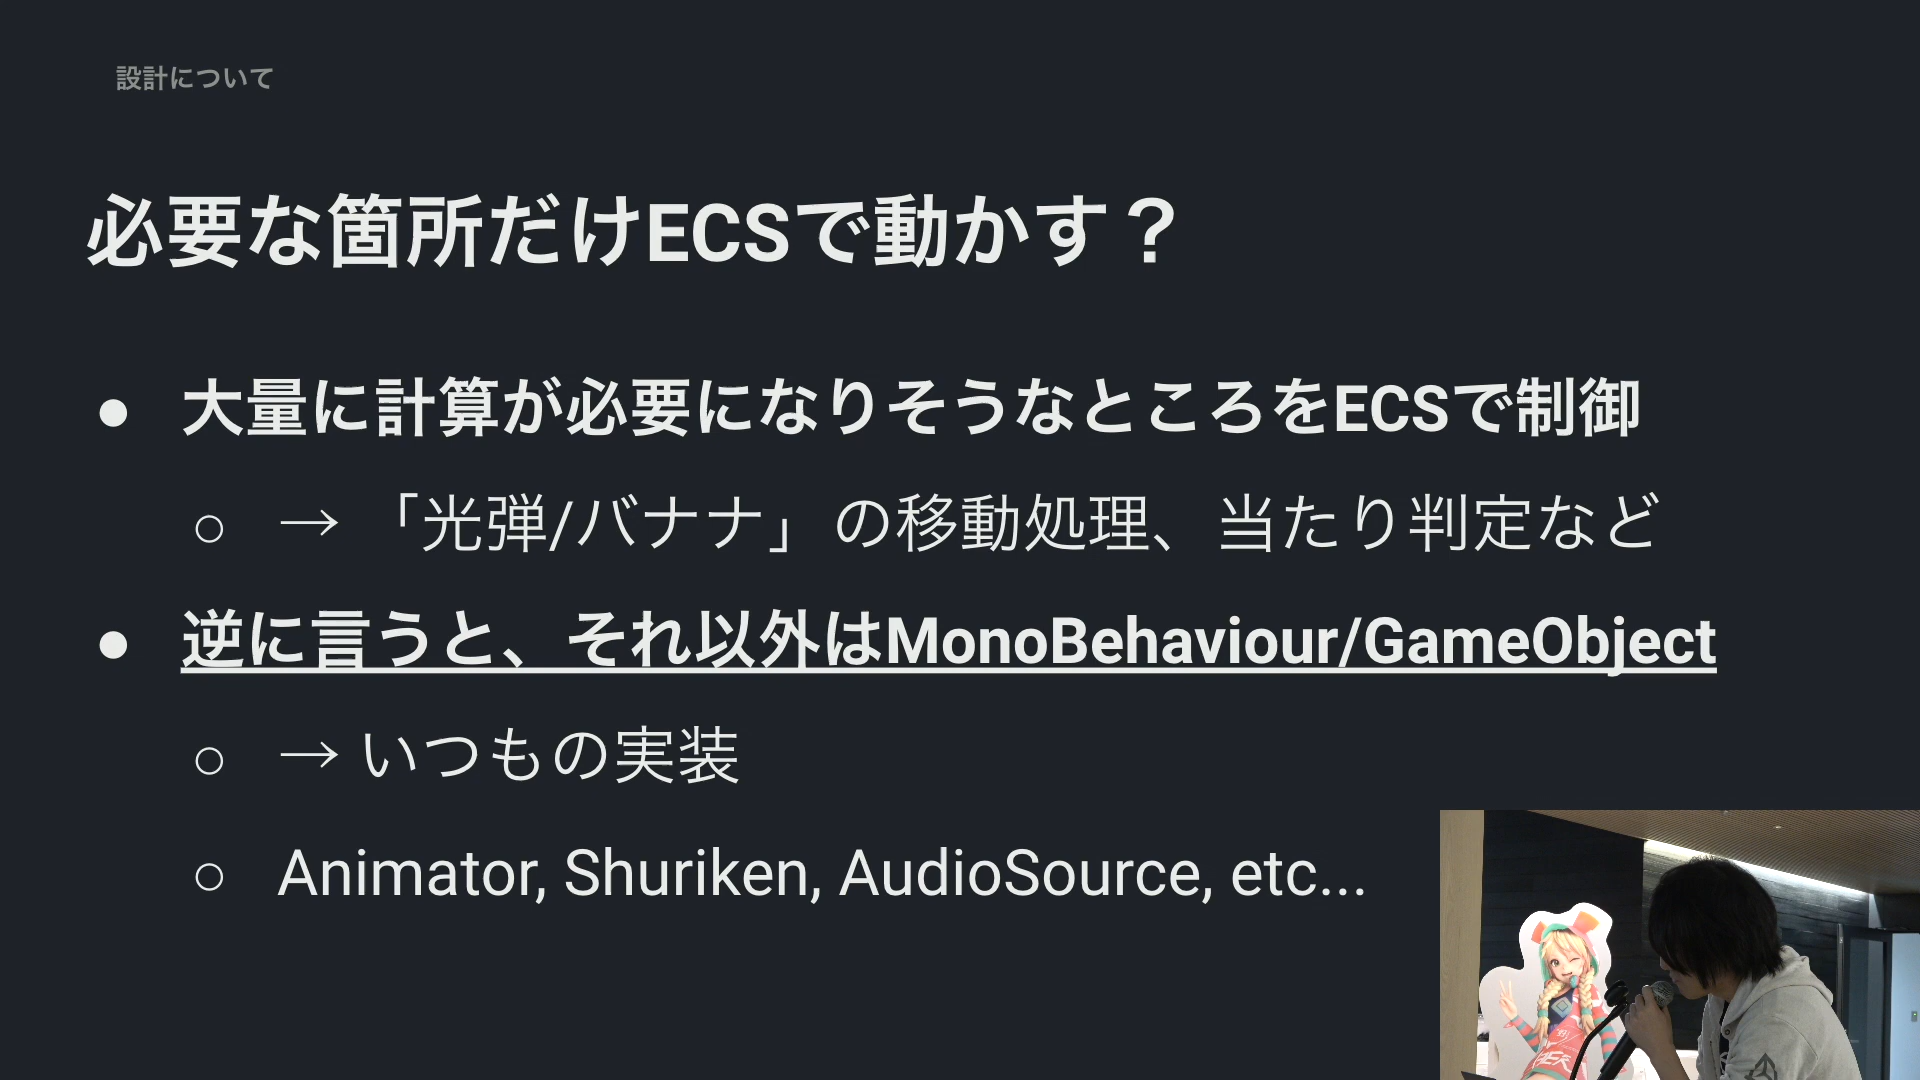 設計について
必要な箇所だけECSで動かす？
● 大量に計算が必要になりそうなところをECSで制御
○ → 「光弾/バナナ」の移動処理、当たり判定など
● 逆に言うと、それ以外はMonoBehaviour/GameObject
○ → いつもの実装
○ Animator, Shuriken, AudioSource, etc...